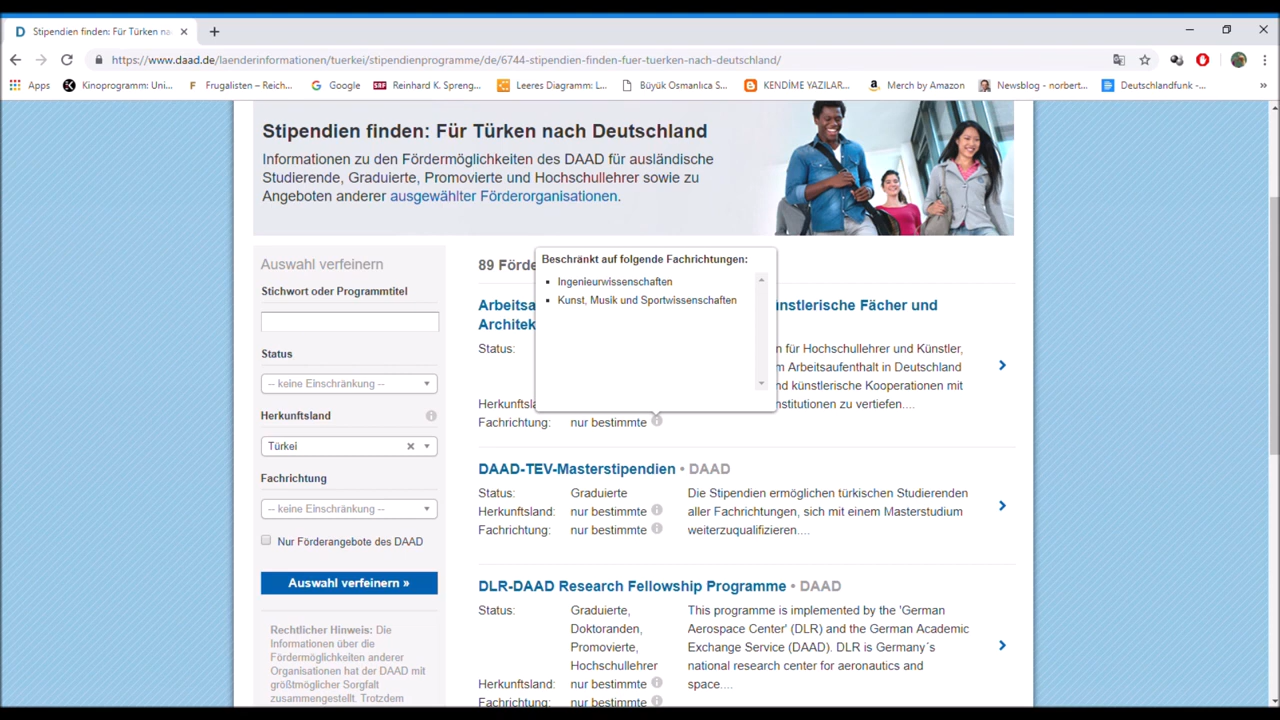 Stipendien finden: Für Türken na
https://www.daad.de/laenderinformationen/tuerkei/stipendienprogramme/de/6744-stipendien-finden-fuer-tuerken-nach-deutschland/
Apps
Kinoprogramm: Uni...
Frugalisten – Reich...
Google
SRF
Reinhard K. Spreng...
Leeres Diagramm: L...
Büyük Osmanlica S...
KENDİME YAZILAR...
Merch by Amazon
Newsblog - norbert...
Deutschlandfunk -...
Stipendien finden: Für Türken nach Deutschland
Informationen zu den Fördermöglichkeiten des DAAD für ausländische
Studierende, Graduierte, Promovierte und Hochschullehrer sowie zu
Angeboten anderer ausgewählter Förderorganisationen.
Auswahl verfeinern
Stichwort oder Programmtitel
Status
-- keine Einschränkung --
Herkunftsland
Türkei
Fachrichtung
-- keine Einschränkung --
Nur Förderangebote des DAAD
Auswahl verfeinern »
Rechtlicher Hinweis: Die
Informationen über die
Fördermöglichkeiten anderer
Organisationen hat der DAAD mit
größtmöglicher Sorgfalt
zusammengestellt. Trotzdem
89 Förde
Beschränkt auf folgende Fachrichtungen:
Ingenieurwissenschaften
Kunst, Musik und Sportwissenschaften
Arbeitsa
ünstlerische Fächer und
Architek
Status:
n für Hochschullehrer und Künstler,
m Arbeitsaufenthalt in Deutschland
nd künstlerische Kooperationen mit
Herkunftsla
nstitutionen zu vertiefen....
Fachrichtung: nur bestimmte
DAAD-TEV-Masterstipendien • DAAD
Status: Graduierte Die Stipendien ermöglichen türkischen Studierenden
Herkunftsland: nur bestimmte aller Fachrichtungen, sich mit einem Masterstudium
Fachrichtung: nur bestimmte weiterzuqualifizieren....
DLR-DAAD Research Fellowship Programme • DAAD
Status: Graduierte, This programme is implemented by the 'German
Doktoranden, Aerospace Center' (DLR) and the German Academic
Promovierte, Exchange Service (DAAD). DLR is Germany´s
Hochschullehrer national research center for aeronautics and
Herkunftsland: nur bestimmte space....
Fachrichtung: nur bestimmte